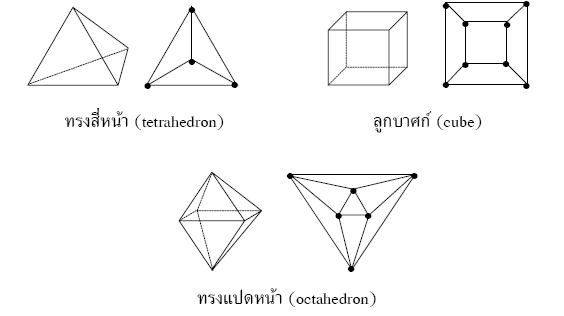 ทรงสี่หน้า (tetrahedron)
ลูกบาศก์ (cube)
ทรงแปดหน้า (octahedron)